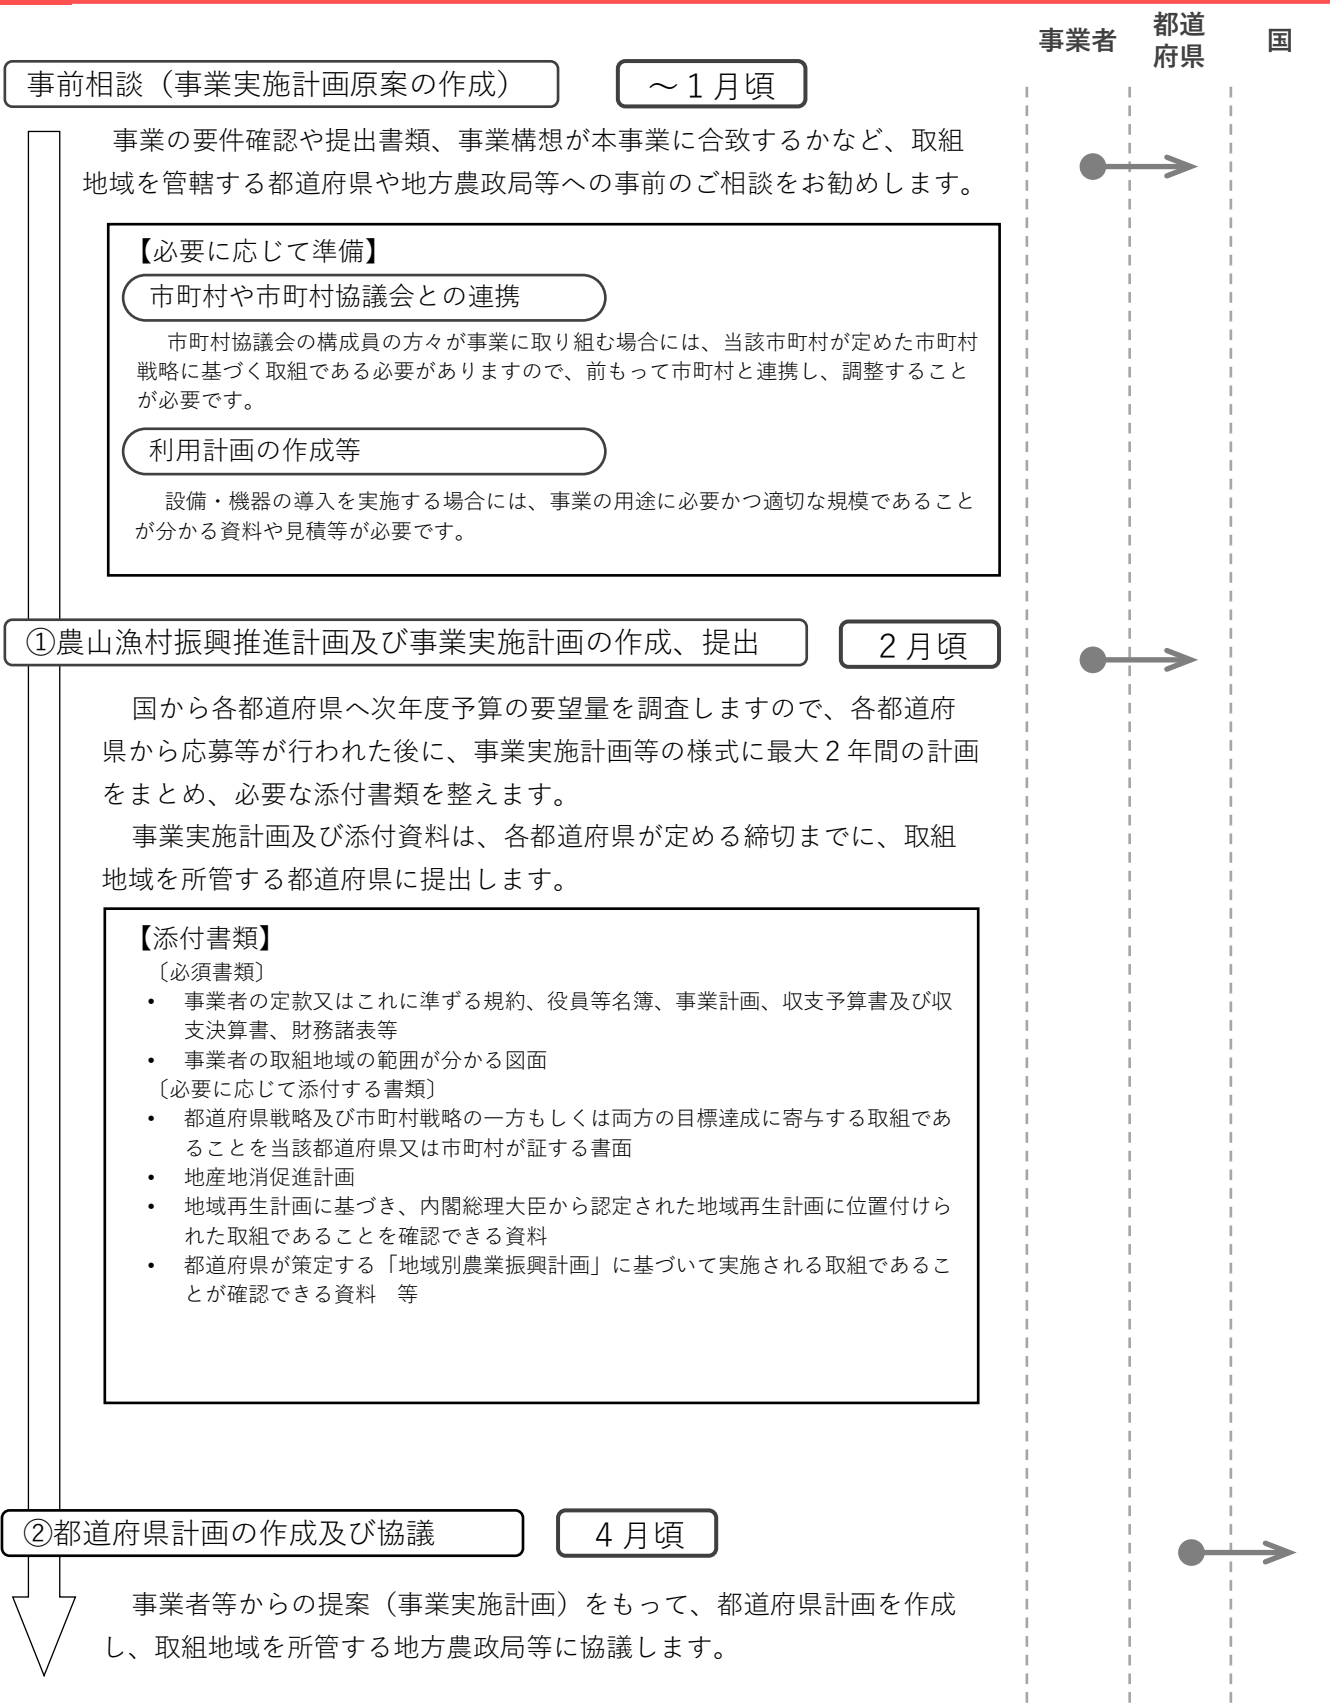 事業者 都道府県 国
事前相談（事業実施計画原案の作成） ～１月頃
事業の要件確認や提出書類、事業構想が本事業に合致するかなど、取組
地域を管轄する都道府県や地方農政局等への事前のご相談をお勧めします。
【必要に応じて準備】
市町村や市町村協議会との連携
市町村協議会の構成員の方々が事業に取り組む場合には、当該市町村が定めた市町村
戦略に基づく取組である必要がありますので、前もって市町村と連携し、調整すること
が必要です。
利用計画の作成等
設備・機器の導入を実施する場合には、事業の用途に必要かつ適切な規模であること
が分かる資料や見積等が必要です。
①農山漁村振興推進計画及び事業実施計画の作成、提出 ２月頃
国から各都道府県へ次年度予算の要望量を調査しますので、各都道府
県から応募等が行われた後に、事業実施計画等の様式に最大２年間の計画
をまとめ、必要な添付書類を整えます。
事業実施計画及び添付資料は、各都道府県が定める締切までに、取組
地域を所管する都道府県に提出します。
【添付書類】
〔必須書類〕
• 事業者の定款又はこれに準ずる規約、役員等名簿、事業計画、収支予算書及び収
支決算書、財務諸表等
• 事業者の取組地域の範囲が分かる図面
〔必要に応じて添付する書類〕
• 都道府県戦略及び市町村戦略の一方もしくは両方の目標達成に寄与する取組であ
ることを当該都道府県又は市町村が証する書面
• 地産地消促進計画
• 地域再生計画に基づき、内閣総理大臣から認定された地域再生計画に位置付けら
れた取組であることを確認できる資料
• 都道府県が策定する「地域別農業振興計画」に基づいて実施される取組であるこ
とが確認できる資料　等
②都道府県計画の作成及び協議 ４月頃
事業者等からの提案（事業実施計画）をもって、都道府県計画を作成
し、取組地域を所管する地方農政局等に協議します。